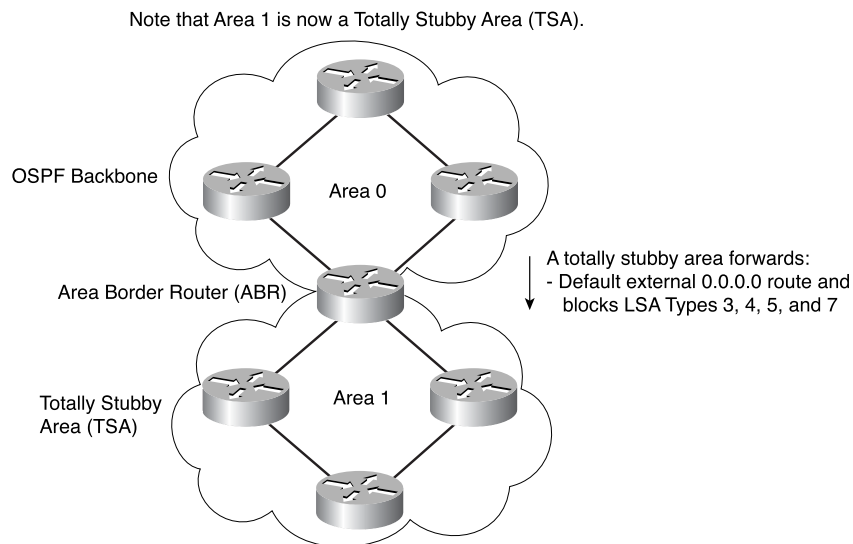 Note that Area 1 is now a Totally Stubby Area (TSA).
OSPF Backbone
Area 0
A totally stubby area forwards:
- Default external 0.0.0.0 route and
blocks LSA Types 3, 4, 5, and 7
Area Border Router (ABR)
Totally Stubby
Area (TSA)
Area 1